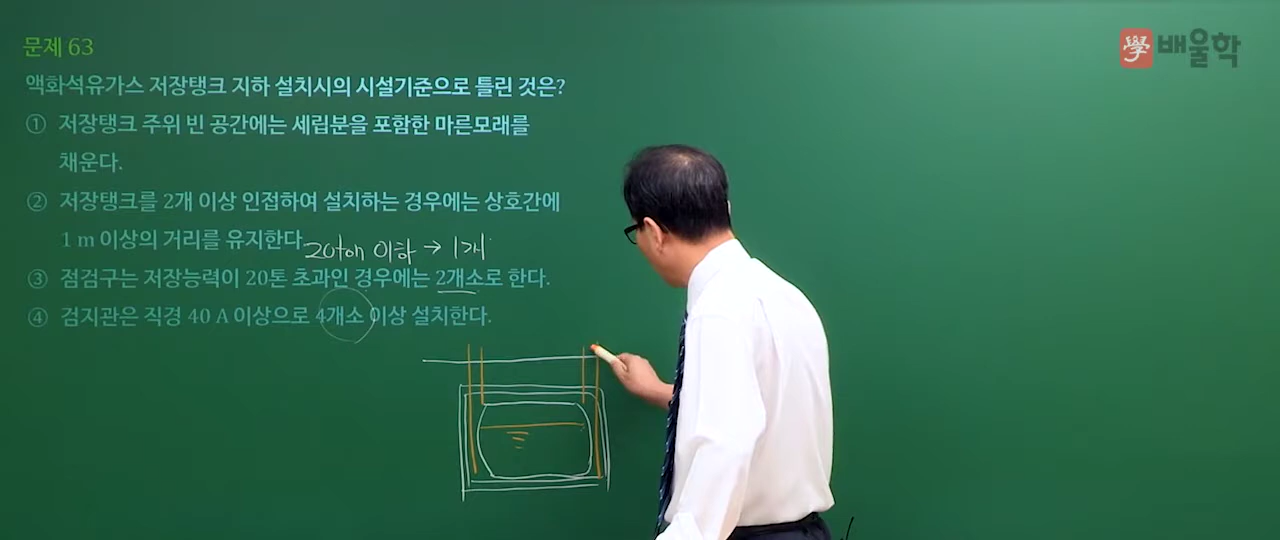 문제 63
學 배울학
액화석유가스 저장탱크 지하 설치시의 시설기준으로 틀린 것은?
① 저장탱크 주위 빈 공간에는 세립분을 포함한 마른모래를
채운다.
② 저장탱크를 2개 이상 인접하여 설치하는 경우에는 상호간에
1 m 이상의 거리를 유지한다.
20ton 이하 → 1개
③ 점검구는 저장능력이 20톤 초과인 경우에는 2개소로 한다.
④ 검지관은 직경 40 A 이상으로 4개소 이상 설치한다.